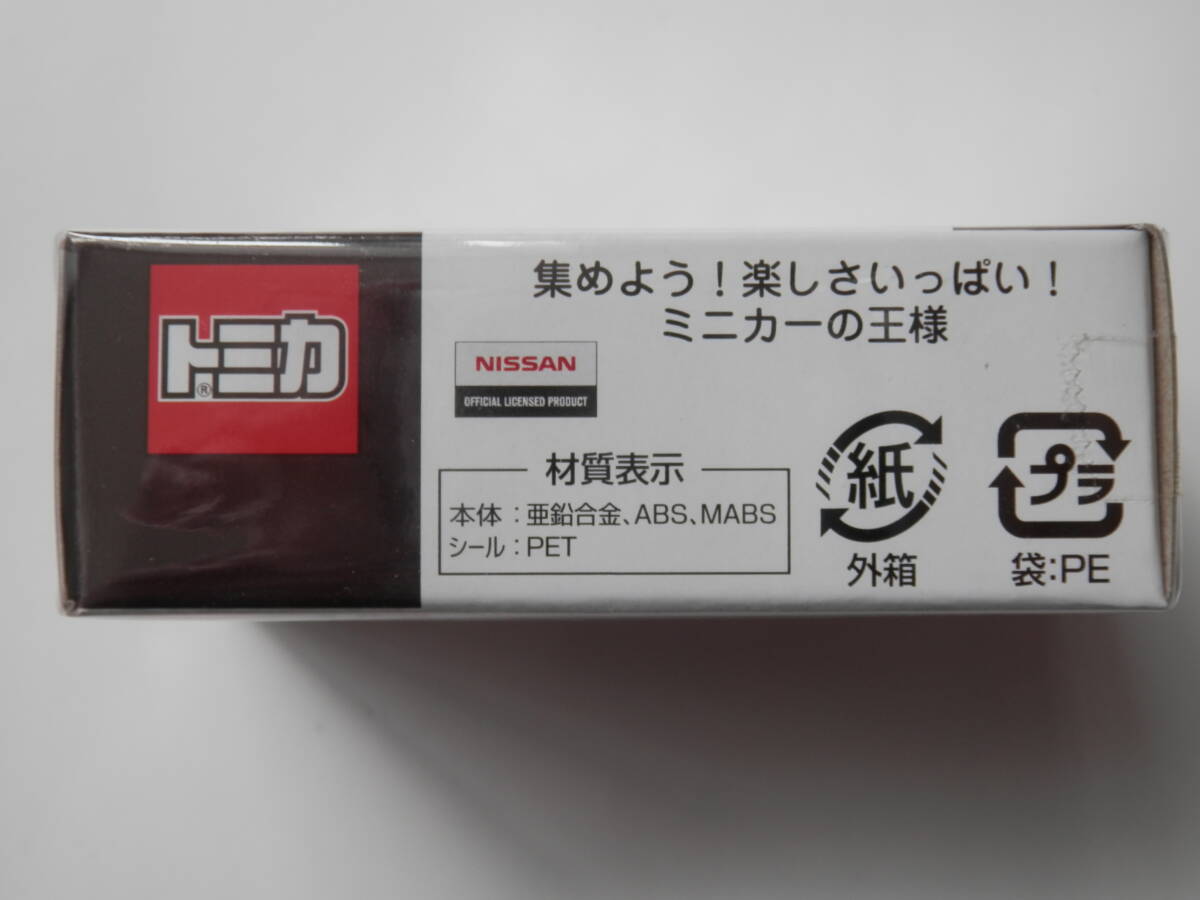 トミカ®
集めよう！楽しさいっぱい！
ミニカーの王様
NISSAN
OFFICIAL LICENSED PRODUCT
材質表示
本体：亜鉛合金、ABS、MABS
シール：PET
紙
外箱
プラ
袋:PE